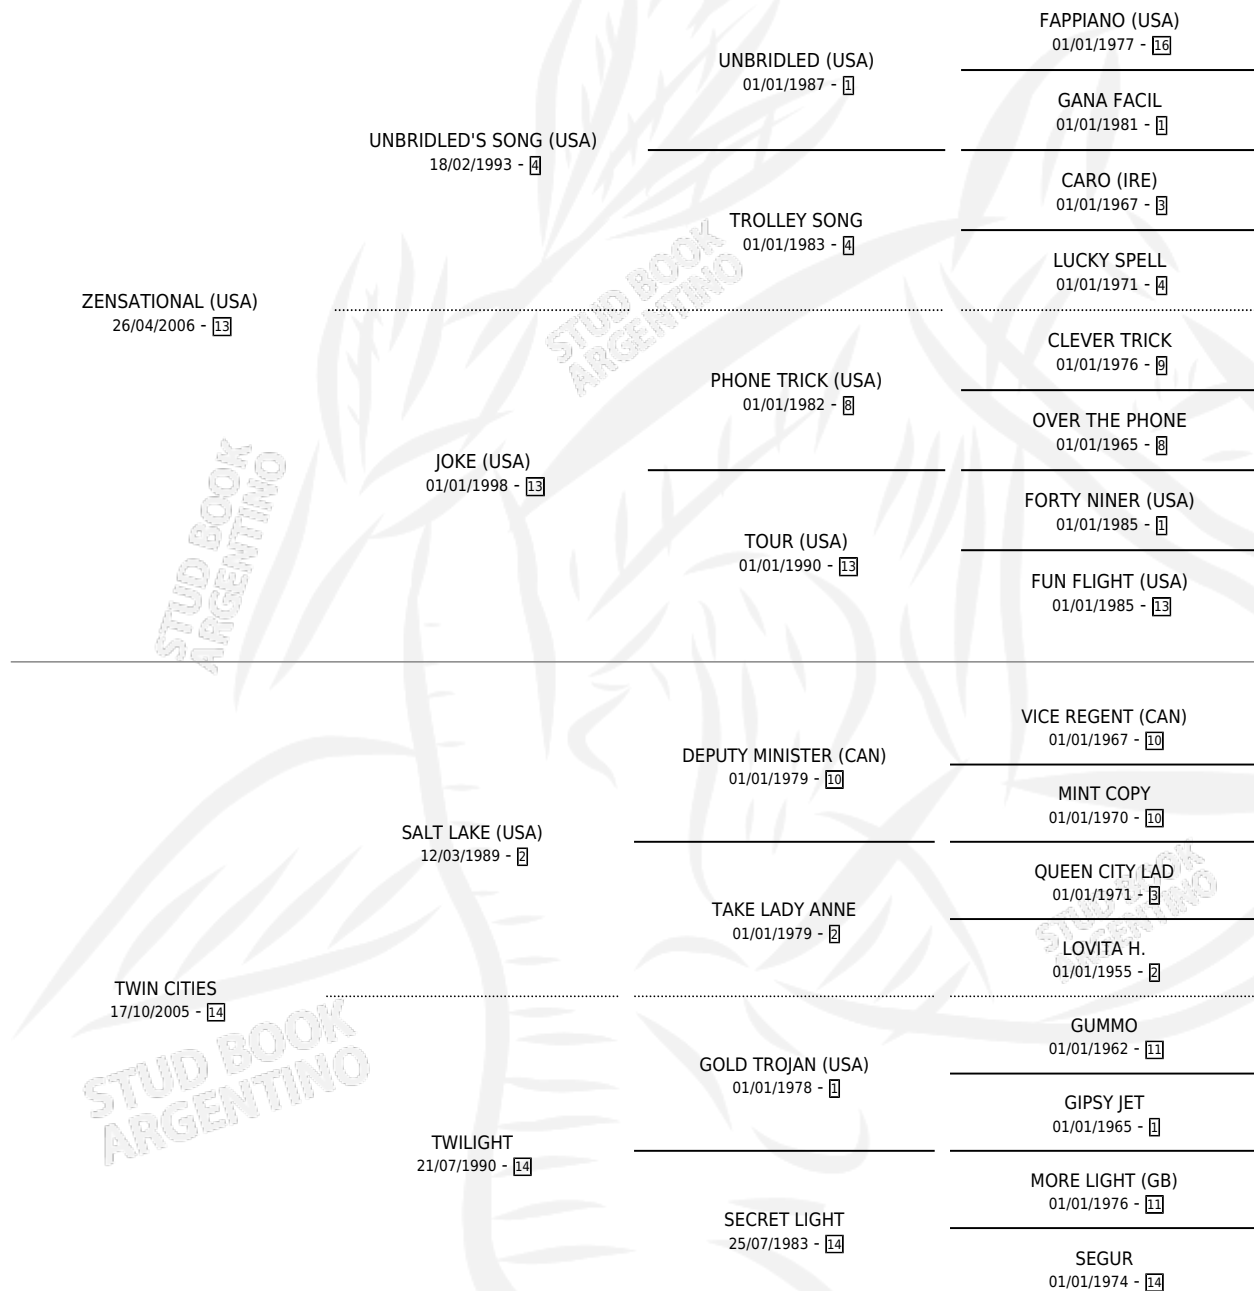 FAPPIANO (USA)
01/01/1977 - 16
UNBRIDLED (USA)
01/01/1987 - 1
GANA FACIL
01/01/1981 - 1
UNBRIDLED'S SONG (USA)
18/02/1993 - 4
CARO (IRE)
01/01/1967 - 3
TROLLEY SONG
01/01/1983 - 4
LUCKY SPELL
01/01/1971 - 4
ZENSATIONAL (USA)
26/04/2006 - 13
CLEVER TRICK
01/01/1976 - 9
PHONE TRICK (USA)
01/01/1982 - 8
OVER THE PHONE
01/01/1965 - 8
JOKE (USA)
01/01/1998 - 13
FORTY NINER (USA)
01/01/1985 - 1
TOUR (USA)
01/01/1990 - 13
FUN FLIGHT (USA)
01/01/1985 - 13
VICE REGENT (CAN)
01/01/1967 - 10
DEPUTY MINISTER (CAN)
01/01/1979 - 10
MINT COPY
01/01/1970 - 10
SALT LAKE (USA)
12/03/1989 - 2
QUEEN CITY LAD
01/01/1971 - 3
TAKE LADY ANNE
01/01/1979 - 2
LOVITA H.
01/01/1955 - 2
TWIN CITIES
17/10/2005 - 14
GUMMO
01/01/1962 - 11
GOLD TROJAN (USA)
01/01/1978 - 1
GIPSY JET
01/01/1965 - 1
TWILIGHT
21/07/1990 - 14
MORE LIGHT (GB)
01/01/1976 - 11
SECRET LIGHT
25/07/1983 - 14
SEGUR
01/01/1974 - 14
STUD BOOK
ARGENTINO
STUD BOOK
ARGENTINO
STUD BOOK
ARGENTINO
STUD BOOK
ARGENTINO